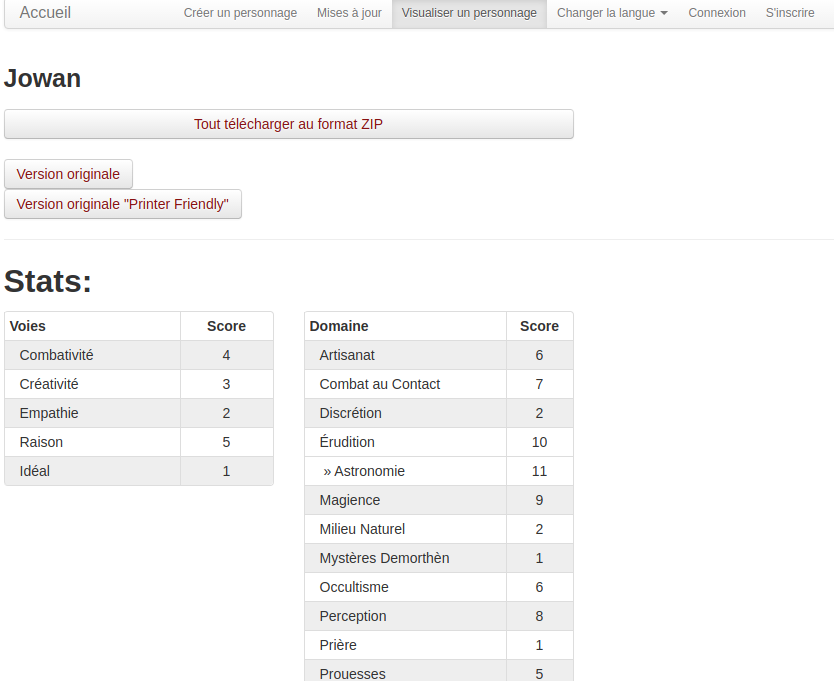 Accueil Créer un personnage Mises à jour Visualiser un personnage Changer la langue Connexion S'inscrire
Jowan
Tout télécharger au format ZIP
Version originale
Version originale "Printer Friendly"
Stats:
Voies Score
Combativité 4
Créativité 3
Empathie 2
Raison 5
Idéal 1
Domaine Score
Artisanat 6
Combat au Contact 7
Discrétion 2
Érudition 10
» Astronomie 11
Magience 9
Milieu Naturel 2
Mystères Demorthèn 1
Occultisme 6
Perception 8
Prière 1
Prouesses 5